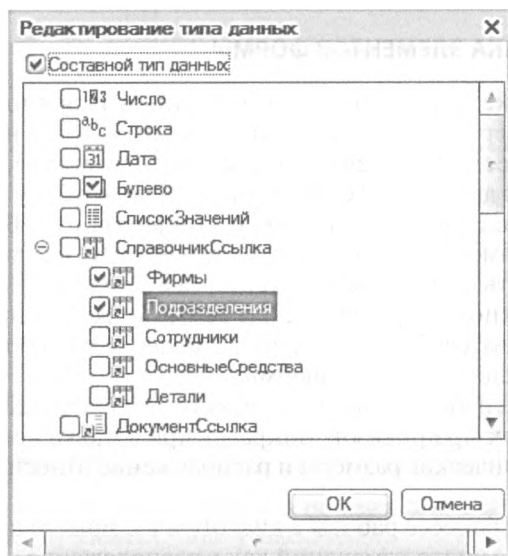 Редактирование типа данных
Составной тип данных
Число
Строка
Дата
Булево
СписокЗначений
СправочникСсылка
Фирмы
Подразделения
Сотрудники
ОсновныеСредства
Детали
ДокументСсылка
OK Отмена